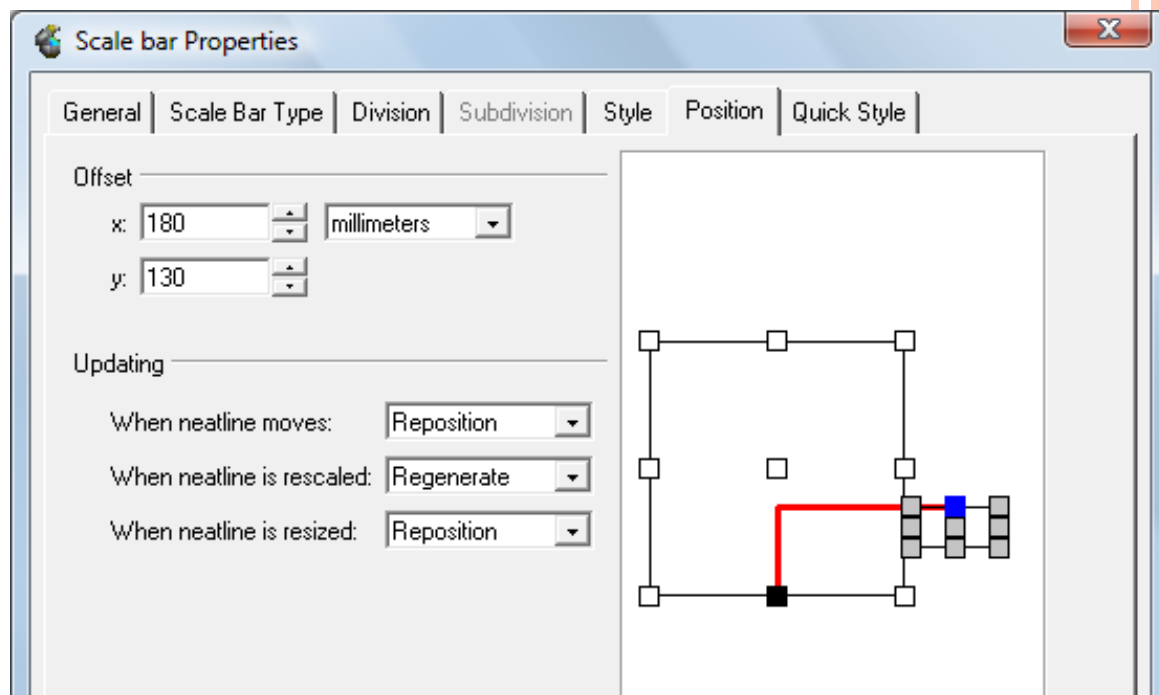 Scale bar Properties
General Scale Bar Type Division Subdivision Style Position Quick Style
Offset
x: 180 millimeters
y: 130
Updating
When neatline moves: Reposition
When neatline is rescaled: Regenerate
When neatline is resized: Reposition